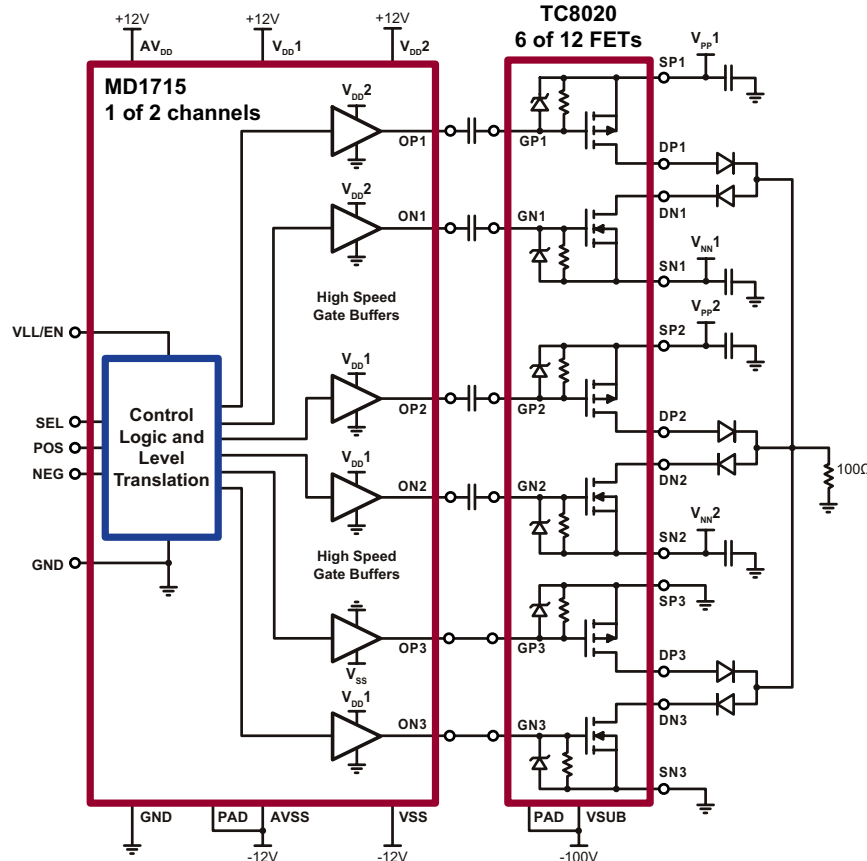 +12V +12V +12V
AVDD VDD1 VDD2
TC8020
6 of 12 FETs
MD1715
1 of 2 channels
VDD2
OP1
GP1
SP1
VPP1
DP1
VDD2
ON1
GN1
DN1
SN1
VNN1
High Speed
Gate Buffers
VLL/EN
SEL
POS
NEG
GND
Control
Logic and
Level
Translation
VDD1
OP2
GP2
SP2
VPP2
DP2
VDD1
ON2
GN2
DN2
SN2
VNN2
100Ω
High Speed
Gate Buffers
OP3
VSS
GP3
SP3
DP3
VDD1
ON3
GN3
DN3
SN3
GND PAD AVSS VSS
PAD VSUB
-12V -12V -100V